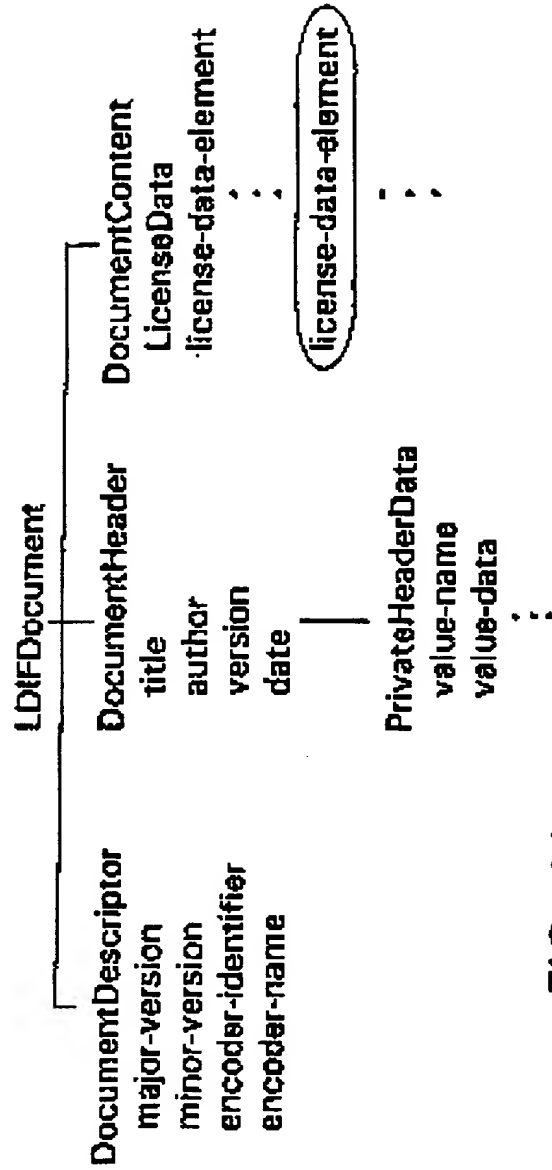 LDIFDocument
DocumentDescriptor
major-version
minor-version
encoder-identifier
encoder-name
DocumentHeader
title
author
version
date
PrivateHeaderData
value-name
value-data
DocumentContent
LicenseData
license-data-element
license-data-element